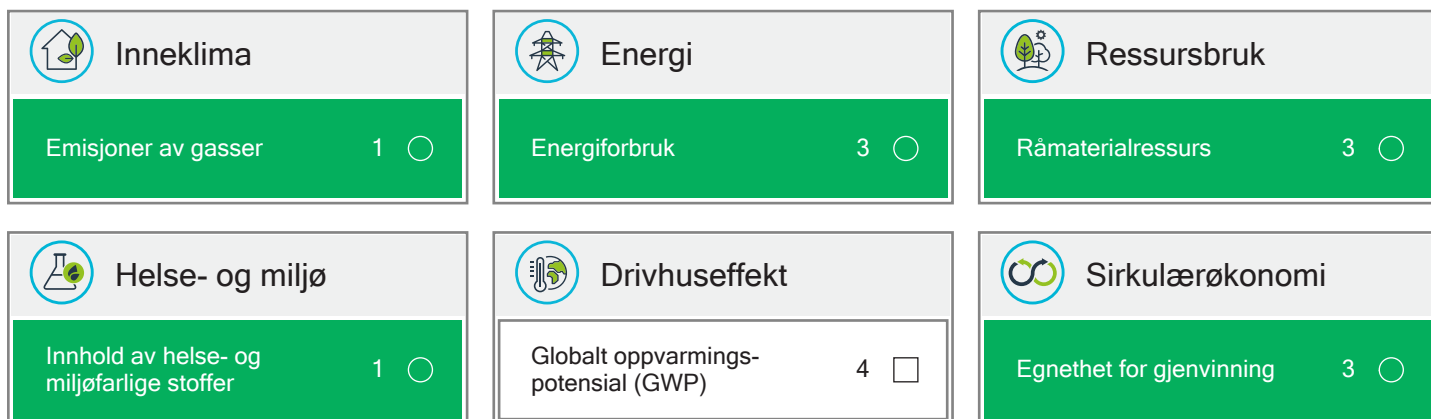 Inneklima
Emisjoner av gasser 1
Energi
Energiforbruk 3
Ressursbruk
Råmaterialressurs 3
Helse- og miljø
Innhold av helse- og
miljøfarlige stoffer 1
Drivhuseffekt
Globalt oppvarmings-
potensial (GWP) 4
Sirkulærøkonomi
Egnethet for gjenvinning 3